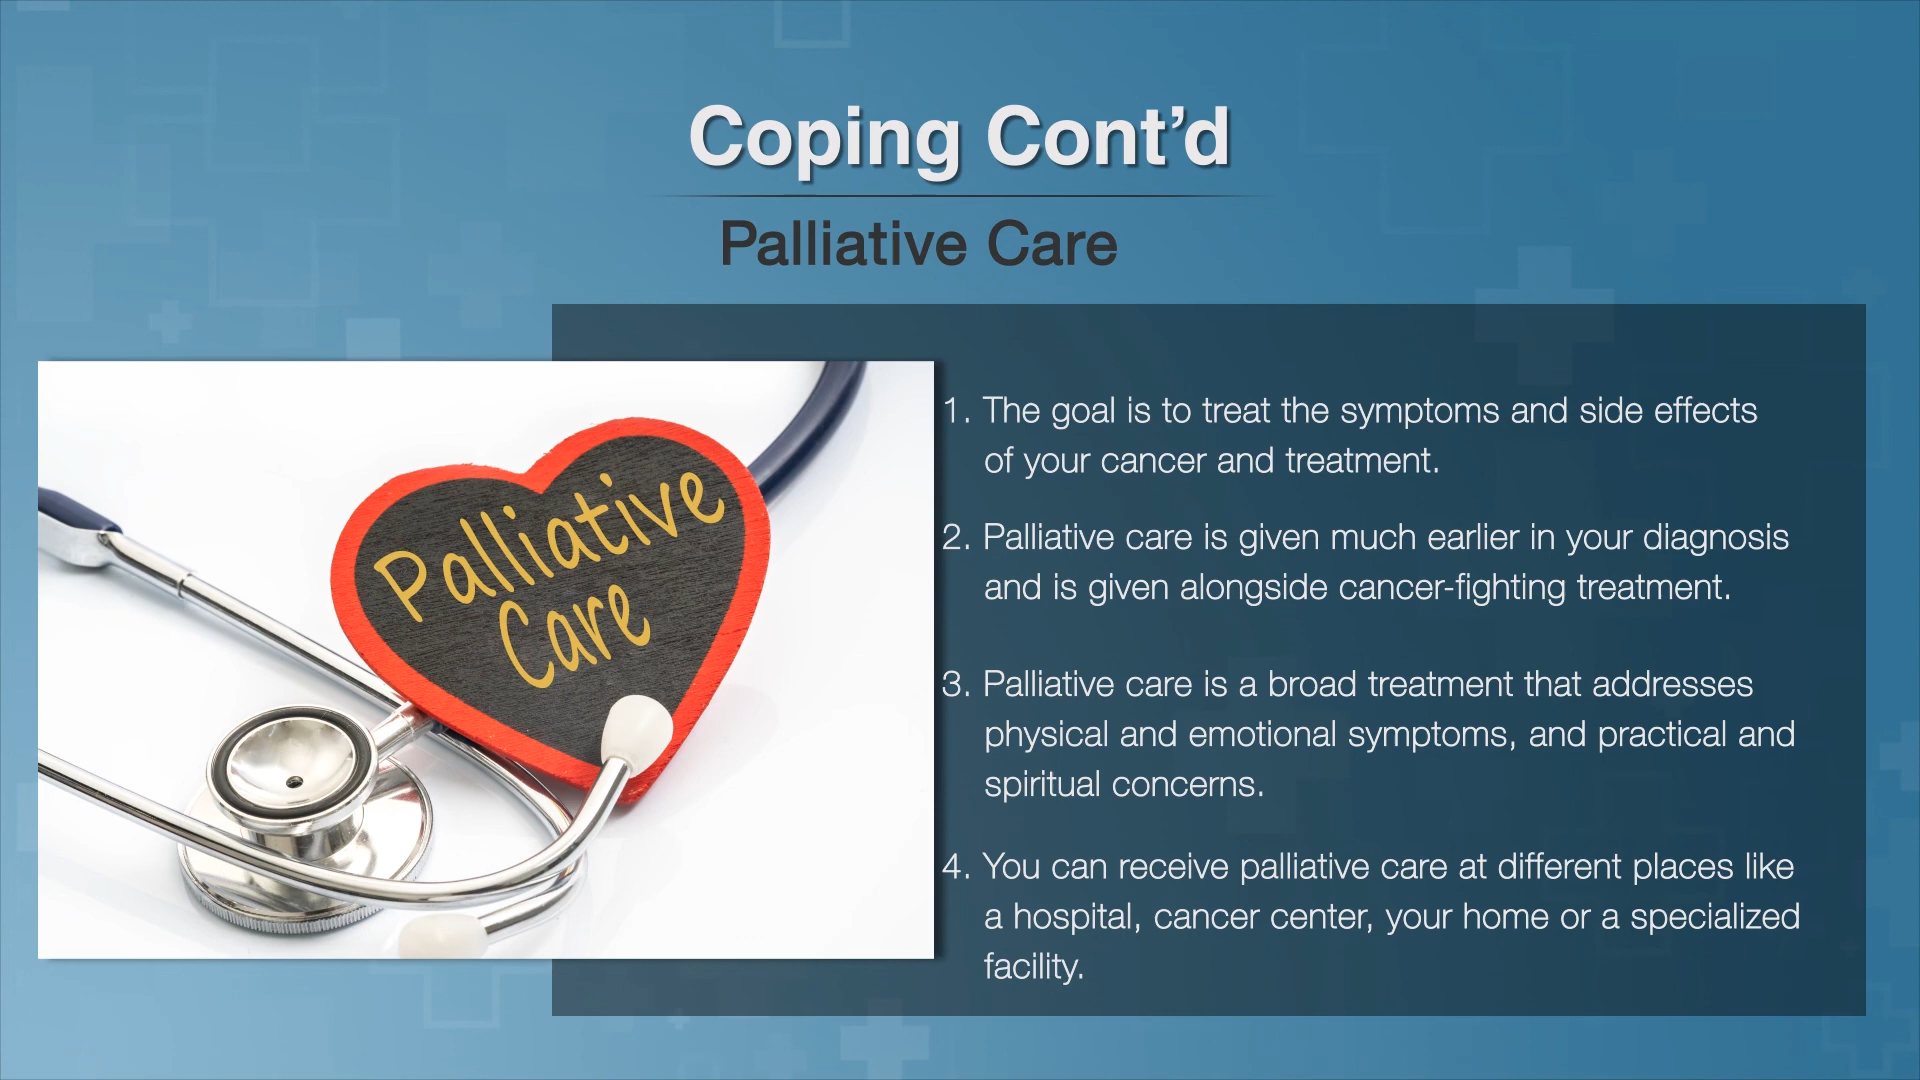 Coping Cont’d
Palliative Care
Palliative
Care
1. The goal is to treat the symptoms and side effects
of your cancer and treatment.
2. Palliative care is given much earlier in your diagnosis
and is given alongside cancer-fighting treatment.
3. Palliative care is a broad treatment that addresses
physical and emotional symptoms, and practical and
spiritual concerns.
4. You can receive palliative care at different places like
a hospital, cancer center, your home or a specialized
facility.